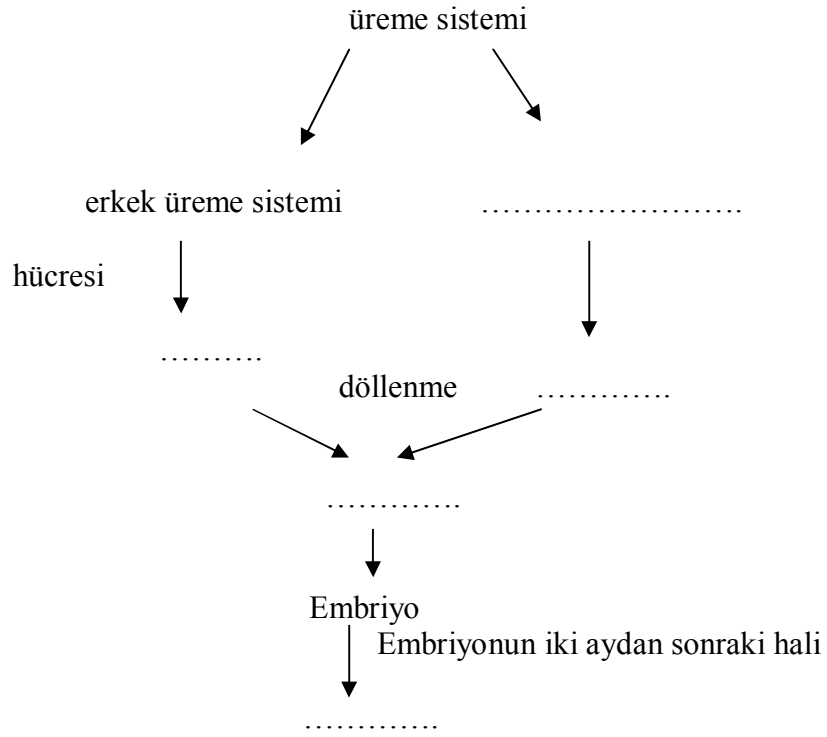 üreme sistemi
erkek üreme sistemi ………………………
hücresi
……….
döllenme ………….
………….
Embriyo
Embriyonun iki aydan sonraki hali
………….